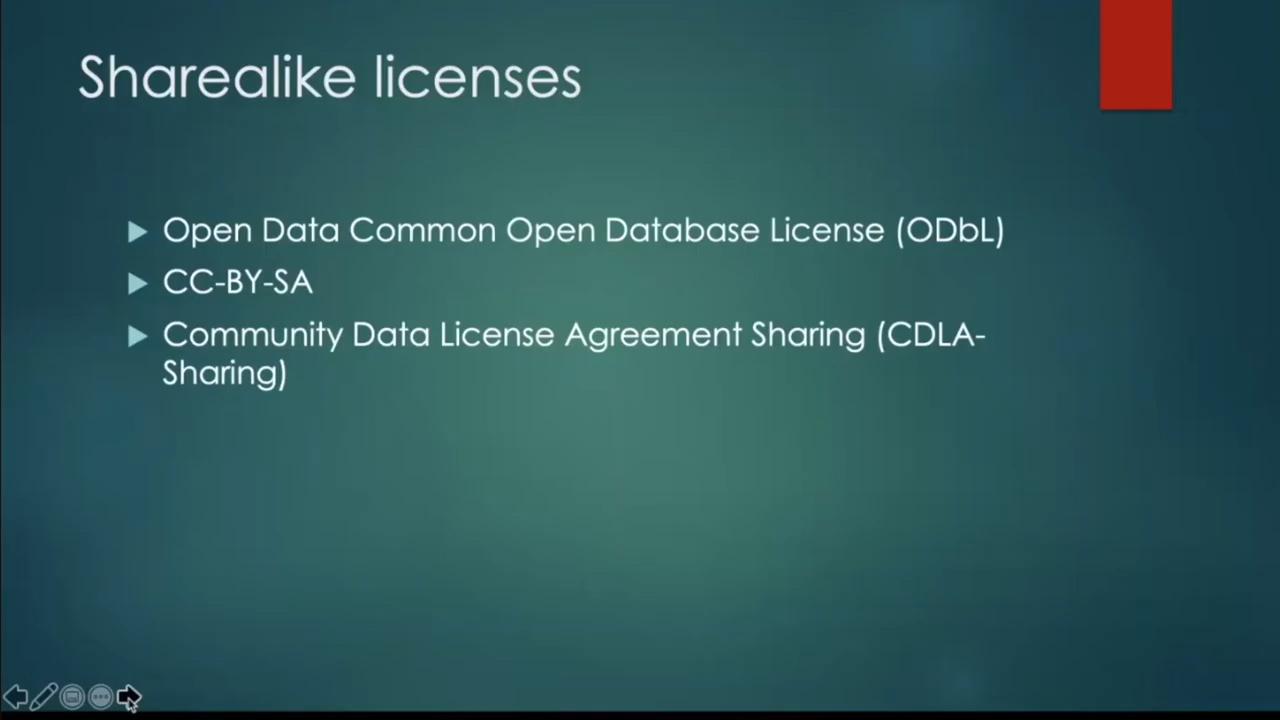 Sharealike licenses
Open Data Common Open Database License (ODbL)
CC-BY-SA
Community Data License Agreement Sharing (CDLA-
Sharing)